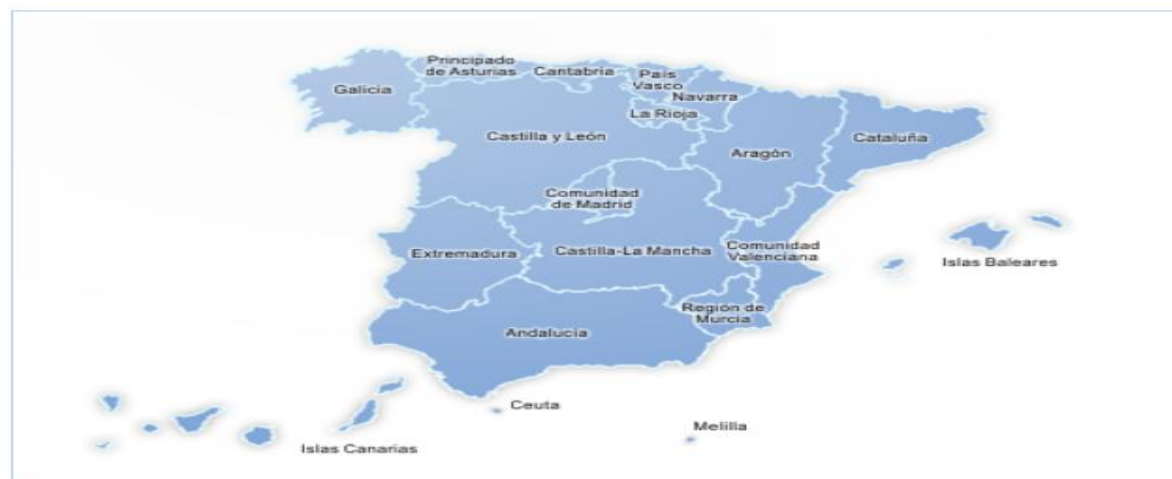 Principado
de Asturias
Cantabria
País
Vasco
Navarra
Galicia
La Rioja
Castilla y León
Cataluña
Aragón
Comunidad
de Madrid
Extremadura
Castilla-La Mancha
Comunidad
Valenciana
Islas Baleares
Región de
Murcia
Andalucía
Ceuta
Melilla
Islas Canarias